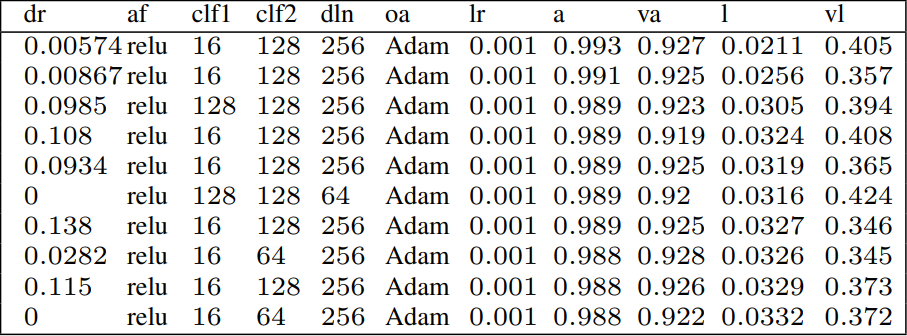 dr af clf1 clf2 dln oa lr a va l vl
0.00574 relu 16 128 256 Adam 0.001 0.993 0.927 0.0211 0.405
0.00867 relu 16 128 256 Adam 0.001 0.991 0.925 0.0256 0.357
0.0985 relu 128 128 256 Adam 0.001 0.989 0.923 0.0305 0.394
0.108 relu 16 128 256 Adam 0.001 0.989 0.919 0.0324 0.408
0.0934 relu 16 128 256 Adam 0.001 0.989 0.925 0.0319 0.365
0 relu 128 128 64 Adam 0.001 0.989 0.92 0.0316 0.424
0.138 relu 16 128 256 Adam 0.001 0.989 0.925 0.0327 0.346
0.0282 relu 16 64 256 Adam 0.001 0.988 0.928 0.0326 0.345
0.115 relu 16 128 256 Adam 0.001 0.988 0.926 0.0329 0.373
0 relu 16 64 256 Adam 0.001 0.988 0.922 0.0332 0.372